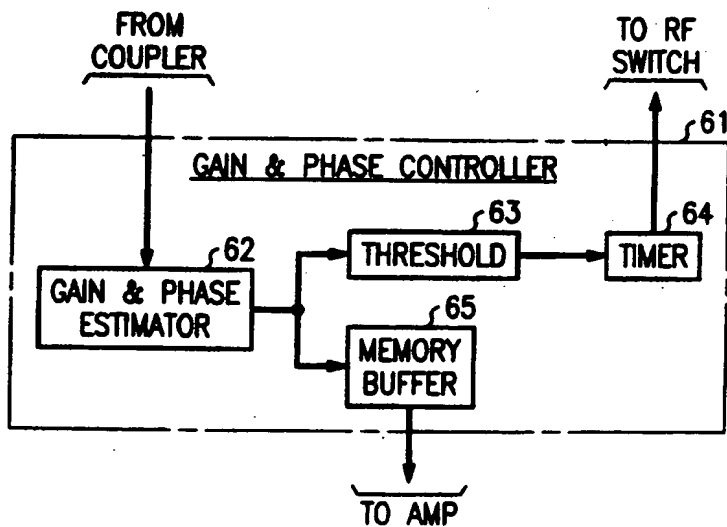 FROM
COUPLER
TO RF
SWITCH
61
GAIN & PHASE CONTROLLER
62
GAIN & PHASE
ESTIMATOR
63
THRESHOLD
64
TIMER
65
MEMORY
BUFFER
TO AMP